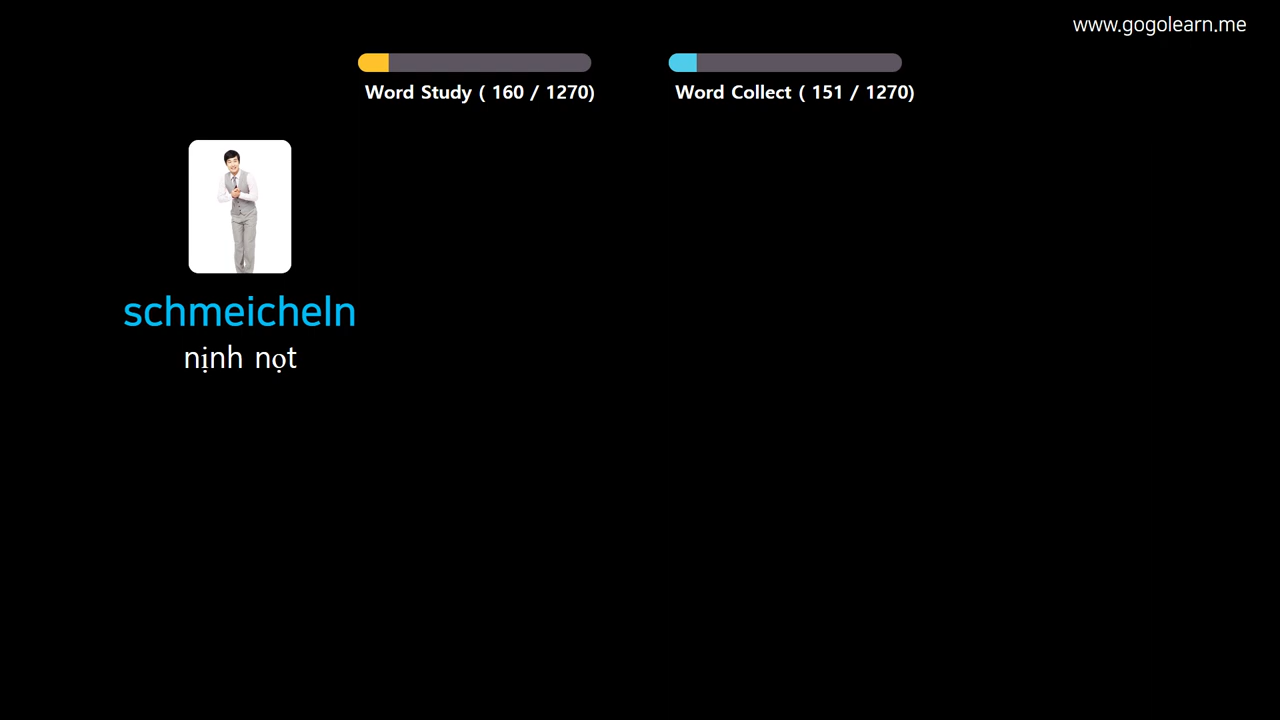 www.gogolearn.me
Word Study ( 160 / 1270)
Word Collect ( 151 / 1270)
schmeicheln
nịnh nọt